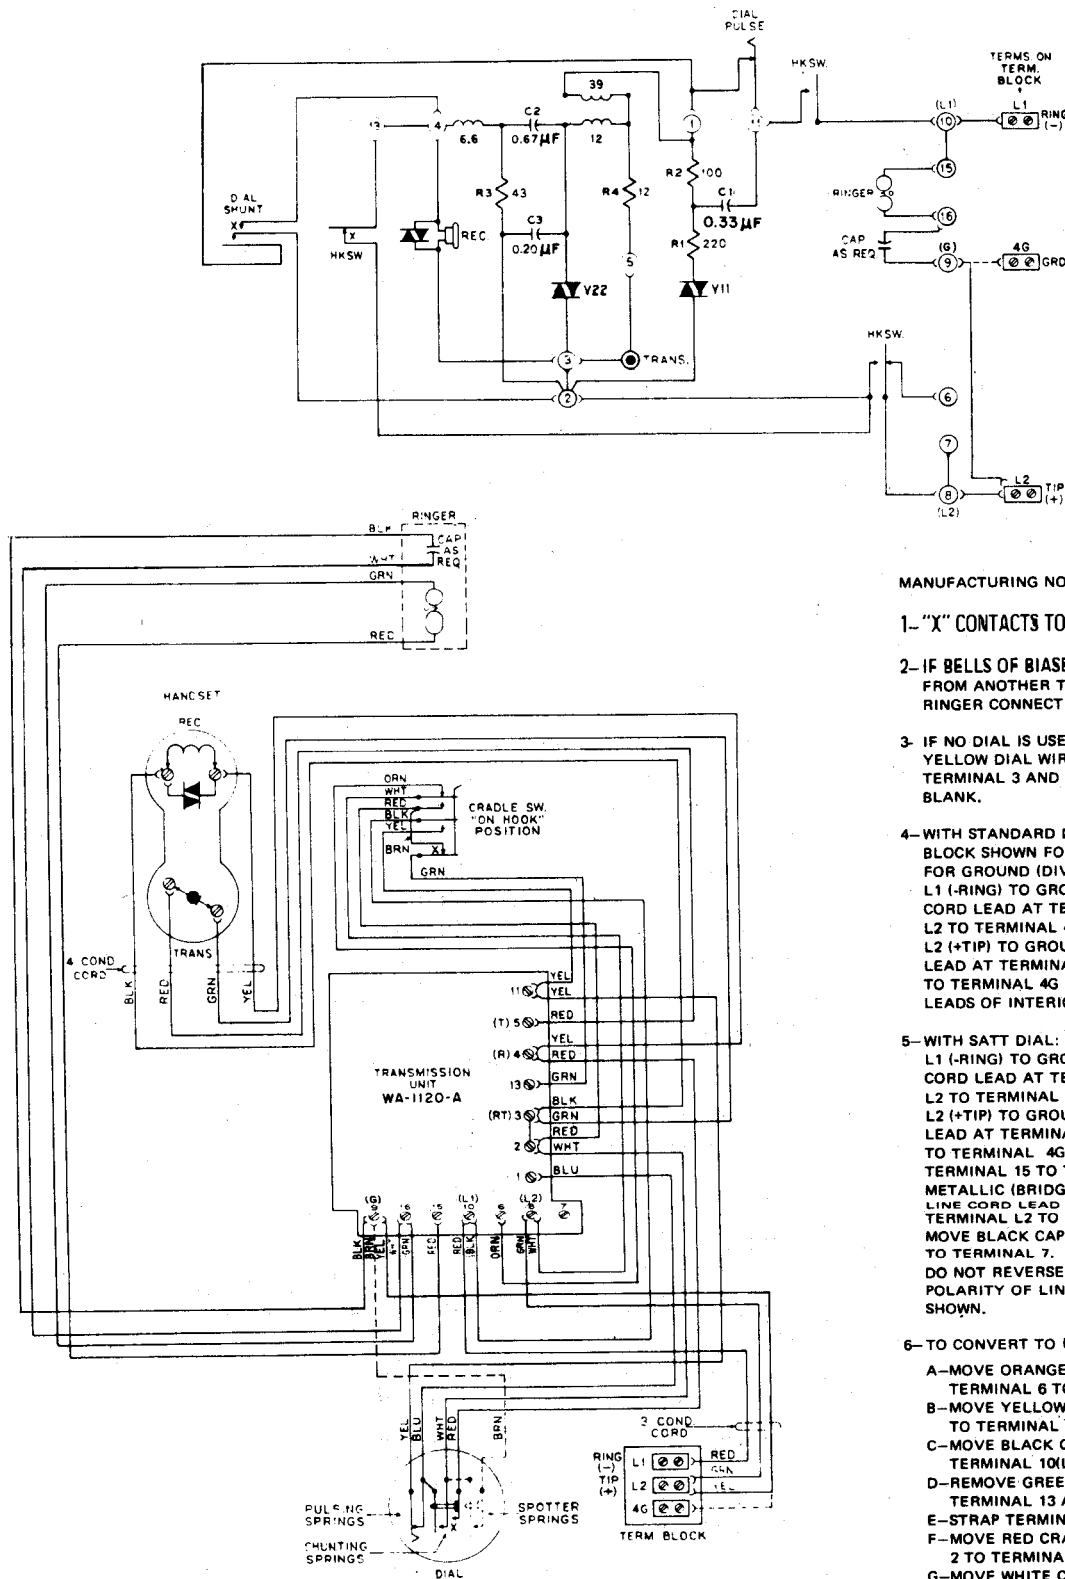 DIAL
PULSE
HKSW.
TERMS. ON
TERM.
BLOCK
L1
(L1)
10
RING
(-)
39
C2
0.67 µF
13
4
6.6
12
1
11
R2
100
C1
0.33 µF
R3
43
R4
12
15
RINGER
16
DIAL
SHUNT
X
HKSW
X
REC.
C3
0.20 µF
R1
220
5
CAP
AS REQ.
(G)
9
4G
GRD
V22
V11
3
TRANS.
2
HKSW.
6
7
8
(L2)
L2
TIP
(+)
RINGER
BLK
CAP
AS
REQ
WHT
GRN
RED
MANUFACTURING NO
1-"X" CONTACTS TO
2-IF BELLS OF BIASE
FROM ANOTHER T
RINGER CONNECT
3- IF NO DIAL IS USE
YELLOW DIAL WIR
TERMINAL 3 AND
BLANK.
4-WITH STANDARD D
BLOCK SHOWN FO
FOR GROUND (DIV
L1 (-RING) TO GRO
CORD LEAD AT TE
L2 TO TERMINAL 4
L2 (+TIP) TO GROU
LEAD AT TERMINA
TO TERMINAL 4G
LEADS OF INTERIO
5-WITH SATT DIAL:
L1 (-RING) TO GRO
CORD LEAD AT TE
L2 TO TERMINAL
L2 (+TIP) TO GROU
LEAD AT TERMINA
TO TERMINAL 4G
TERMINAL 15 TO T
METALLIC (BRIDG
LINE CORD LEAD
TERMINAL L2 TO
MOVE BLACK CAP
TO TERMINAL 7.
DO NOT REVERSE
POLARITY OF LIN
SHOWN.
6-TO CONVERT TO
A-MOVE ORANGE
TERMINAL 6 TO
B-MOVE YELLOW
TO TERMINAL
C-MOVE BLACK C
TERMINAL 10(L
D-REMOVE GREE
TERMINAL 13 A
E-STRAP TERMIN
F-MOVE RED CRA
2 TO TERMINA
G-MOVE WHITE C
HANDSET
REC
TRANS
4 COND
CORD
BLK
RED
GRN
YEL
ORN
WHT
RED
BLK
YEL
BRN
X
GRN
CRADLE SW.
"ON HOOK"
POSITION
TRANSMISSION
UNIT
WA-1120-A
11
YEL
YEL
(T) 5
RED
(R) 4
YEL
RED
13
GRN
(RT) 3
BLK
GRN
2
RED
WHT
1
BLU
(G)
(L1)
(L2)
7
BLK
BRN
YEL
GRN
RED
RED
BLK
ORN
GRN
WHT
YEL
BLU
WHT
RED
BRN
PULSING
SPRINGS
SHUNTING
SPRINGS
X
SPOTTER
SPRINGS
DIAL
3 COND
CORD
RING
(-)
TIP
(+)
L1
L2
4G
RED
GRN
YEL
TERM BLOCK